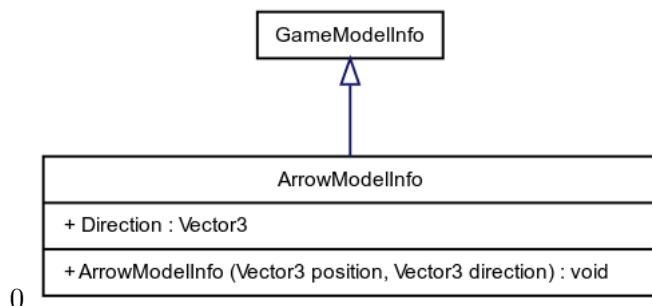 GameModelInfo
ArrowModelInfo
+ Direction : Vector3
+ ArrowModelInfo (Vector3 position, Vector3 direction) : void
0